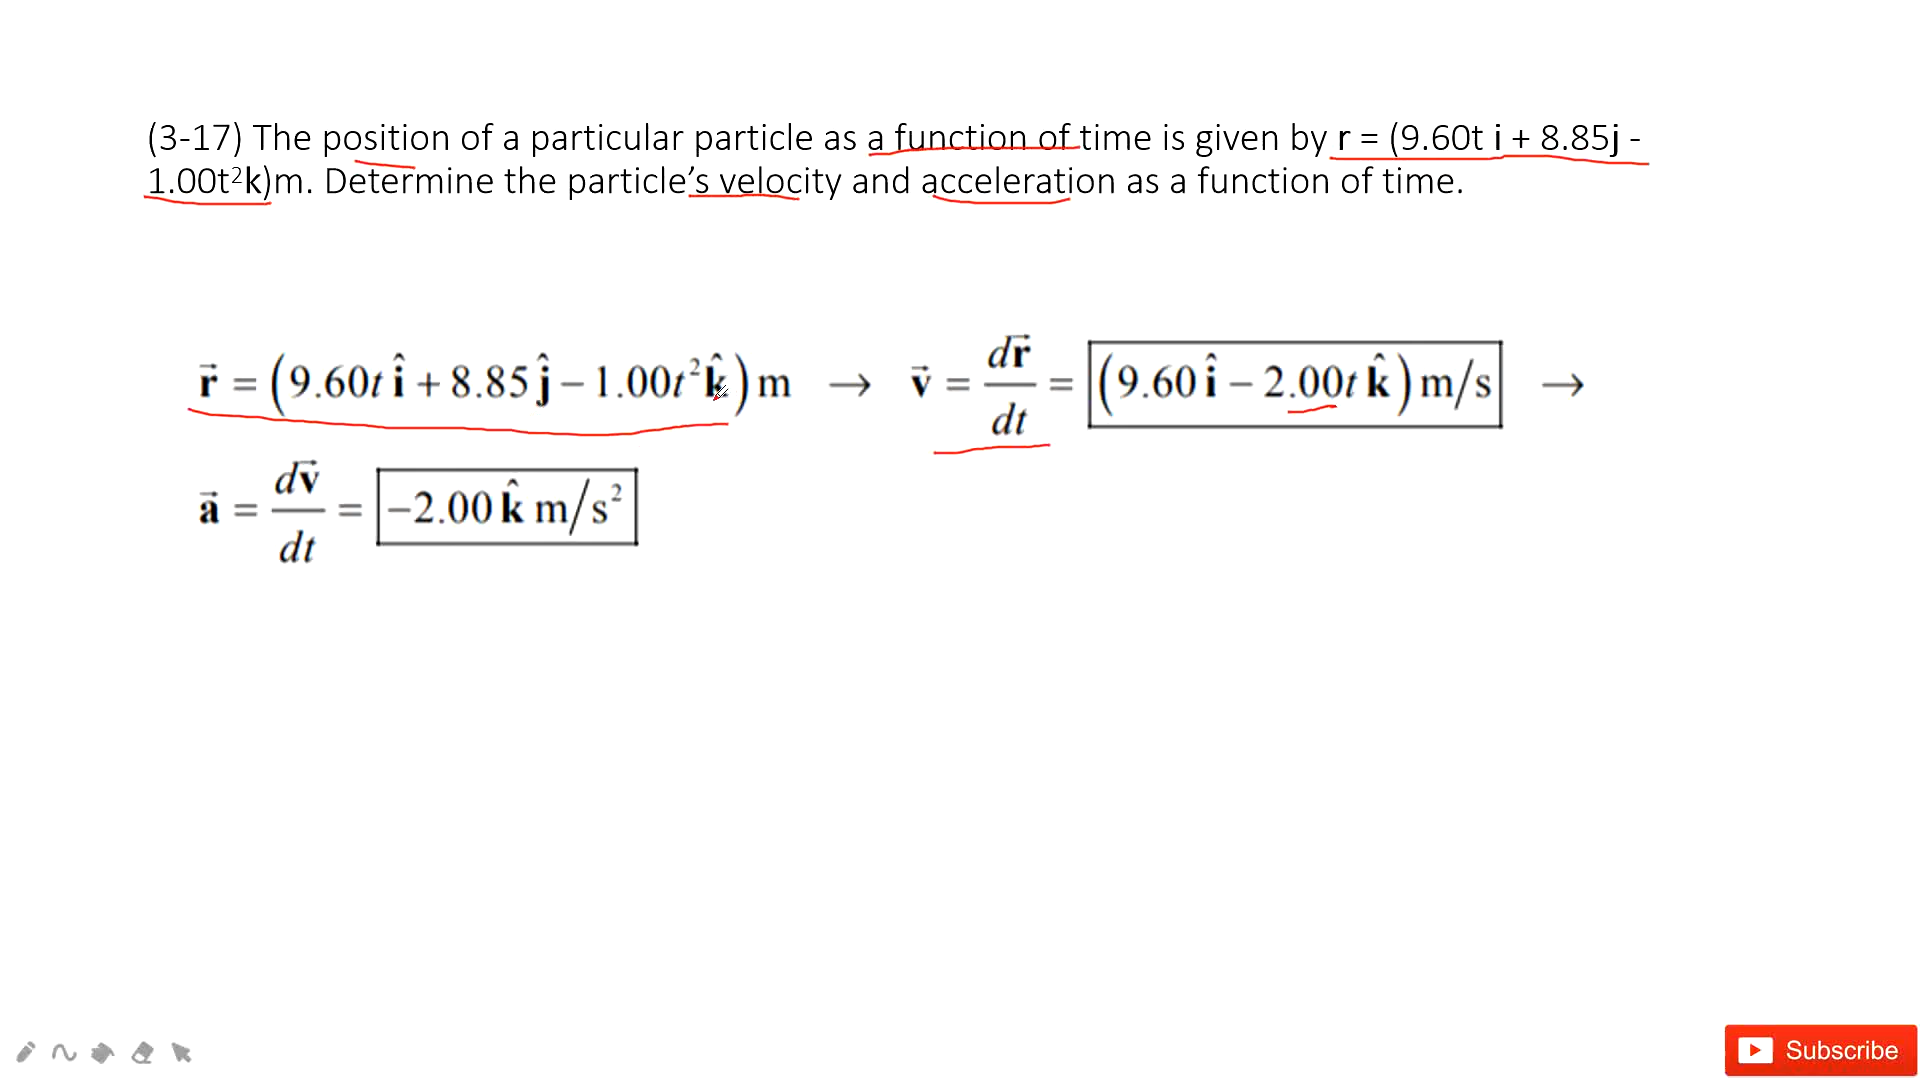 (3-17) The position of a particular particle as a function of time is given by r = (9.60t i + 8.85j -
1.00t²k)m. Determine the particle’s velocity and acceleration as a function of time.
r⃗ = (9.60t î + 8.85 ĵ – 1.00t² k̂) m → v⃗ = dr⃗/dt = (9.60 î – 2.00t k̂) m/s →
a⃗ = dv⃗/dt = –2.00 k̂ m/s²
Subscribe